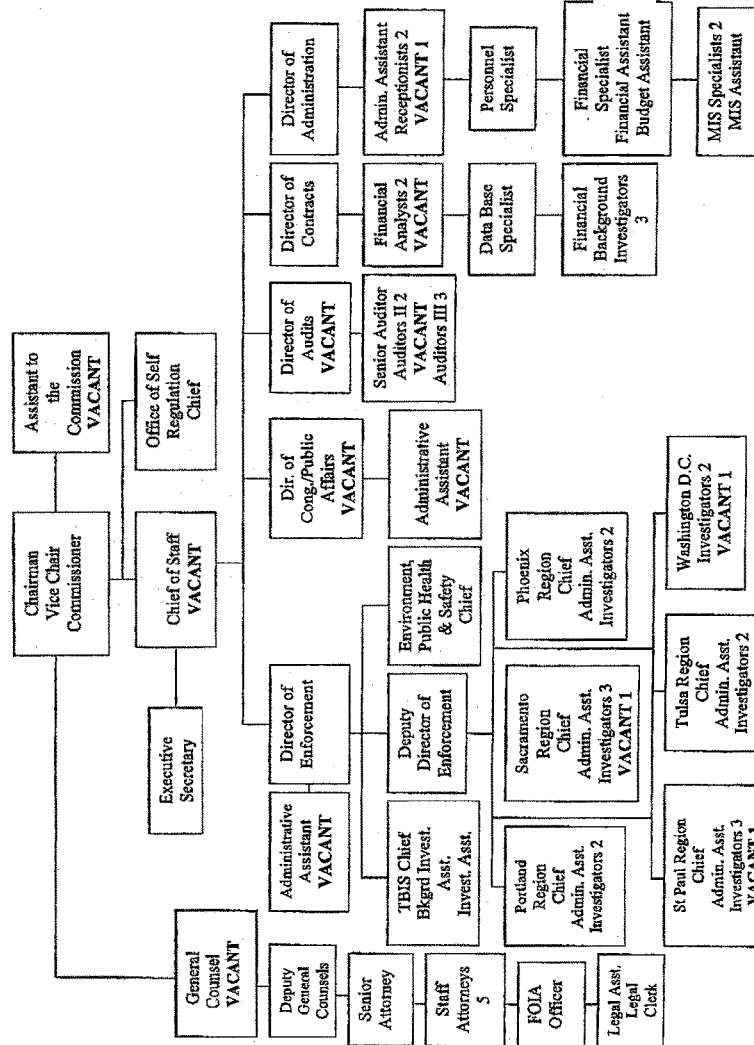 Chairman
Vice Chair
Commissioner
Assistant to
the
Commission
VACANT
Office of Self
Regulation
Chief
Chief of Staff
VACANT
Executive
Secretary
General
Counsel
VACANT
Deputy
General
Counsels
Senior
Attorney
Staff
Attorneys
5
FOIA
Officer
Legal Asst.
Legal
Clerk
Director of
Enforcement
Administrative
Assistant
VACANT
TBIS Chief
Bkgrd Invest.
Asst.
Invest. Asst.
Deputy
Director of
Enforcement
Environment,
Public Health
& Safety
Chief
Portland
Region
Chief
Admin. Asst.
Investigators 2
Sacramento
Region
Chief
Admin. Asst.
Investigators 3
VACANT 1
Phoenix
Region
Chief
Admin. Asst.
Investigators 2
St Paul Region
Chief
Admin. Asst.
Investigators 3
VACANT 1
Tulsa Region
Chief
Admin. Asst.
Investigators 2
Washington D.C.
Investigators 2
VACANT 1
Dir. of
Cong./Public
Affairs
VACANT
Administrative
Assistant
VACANT
Director of
Audits
VACANT
Senior Auditor
Auditors II 2
VACANT
Auditors III 3
Director of
Contracts
Financial
Analysts 2
VACANT
Data Base
Specialist
Financial
Background
Investigators
3
Director of
Administration
Admin. Assistant
Receptionists 2
VACANT 1
Personnel
Specialist
Financial
Specialist
Financial Assistant
Budget Assistant
MIS Specialists 2
MIS Assistant